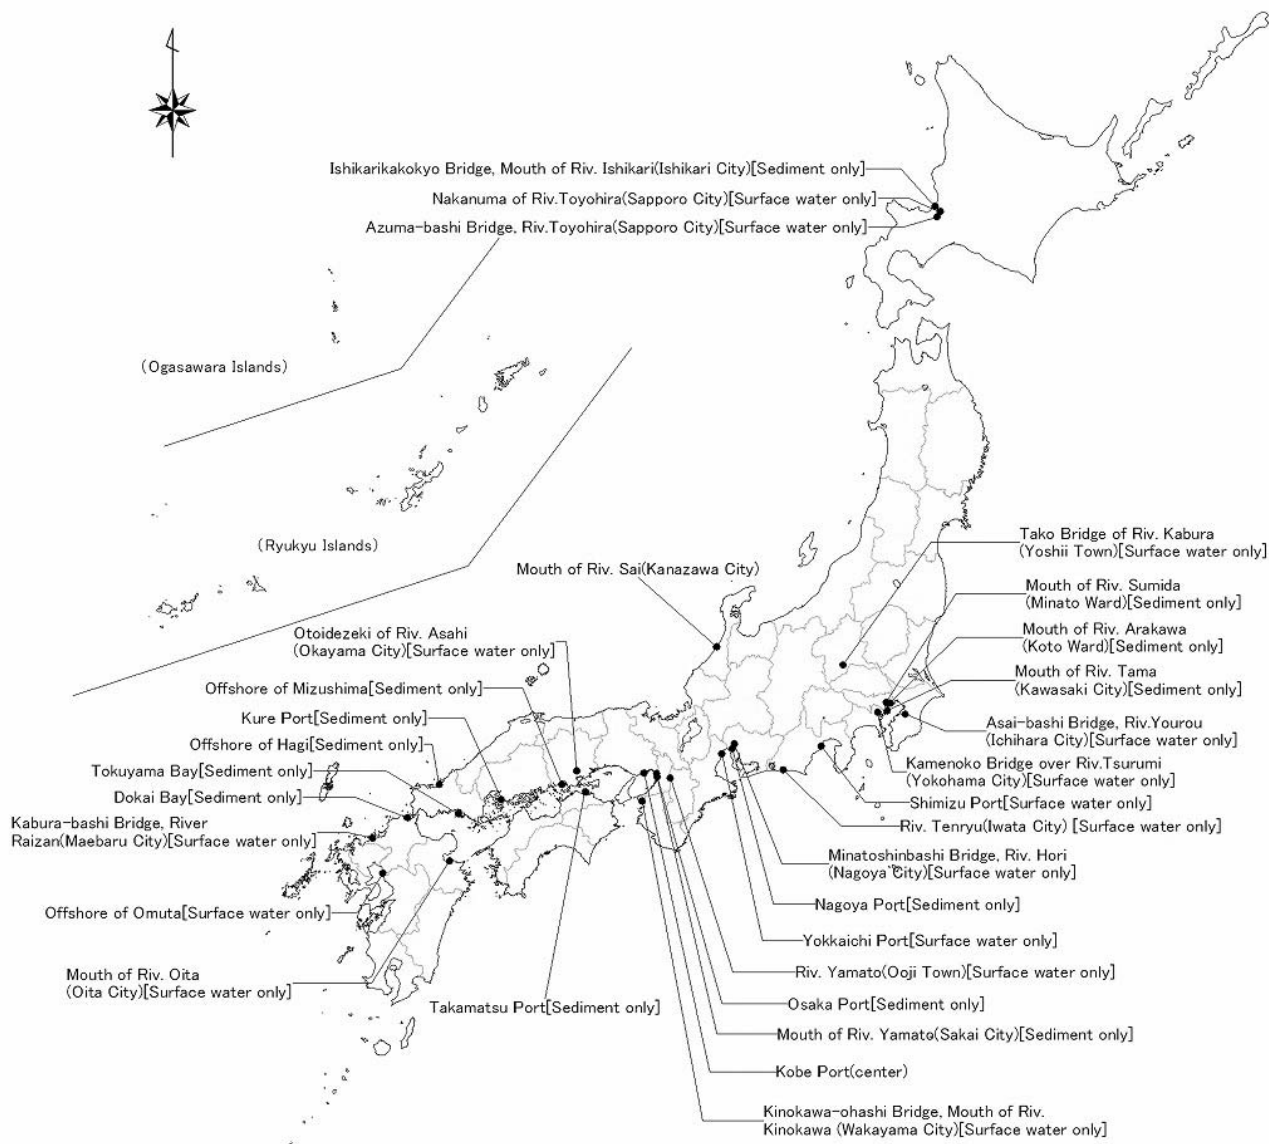 Ishikarikakokyo Bridge, Mouth of Riv. Ishikari(Ishikari City)[Sediment only]
Nakanuma of Riv.Toyohira(Sapporo City)[Surface water only]
Azuma-bashi Bridge, Riv.Toyohira(Sapporo City)[Surface water only]
(Ogasawara Islands)
(Ryukyu Islands)
Mouth of Riv. Sai(Kanazawa City)
Otoidezeki of Riv. Asahi
(Okayama City)[Surface water only]
Offshore of Mizushima[Sediment only]
Kure Port[Sediment only]
Offshore of Hagi[Sediment only]
Tokuyama Bay[Sediment only]
Dokai Bay[Sediment only]
Kabura-bashi Bridge, River
Raizan(Maebaru City)[Surface water only]
Offshore of Omuta[Surface water only]
Mouth of Riv. Oita
(Oita City)[Surface water only]
Takamatsu Port[Sediment only]
Tako Bridge of Riv. Kabura
(Yoshii Town)[Surface water only]
Mouth of Riv. Sumida
(Minato Ward)[Sediment only]
Mouth of Riv. Arakawa
(Koto Ward)[Sediment only]
Mouth of Riv. Tama
(Kawasaki City)[Sediment only]
Asai-bashi Bridge, Riv.Yourou
(Ichihara City)[Surface water only]
Kamenoko Bridge over Riv.Tsurumi
(Yokohama City)[Surface water only]
Shimizu Port[Surface water only]
Riv. Tenryu(Iwata City) [Surface water only]
Minatoshinbashi Bridge, Riv. Hori
(Nagoya City)[Surface water only]
Nagoya Port[Sediment only]
Yokkaichi Port[Surface water only]
Riv. Yamato(Ooji Town)[Surface water only]
Osaka Port[Sediment only]
Mouth of Riv. Yamato(Sakai City)[Sediment only]
Kobe Port(center)
Kinokawa-ohashi Bridge, Mouth of Riv.
Kinokawa (Wakayama City)[Surface water only]